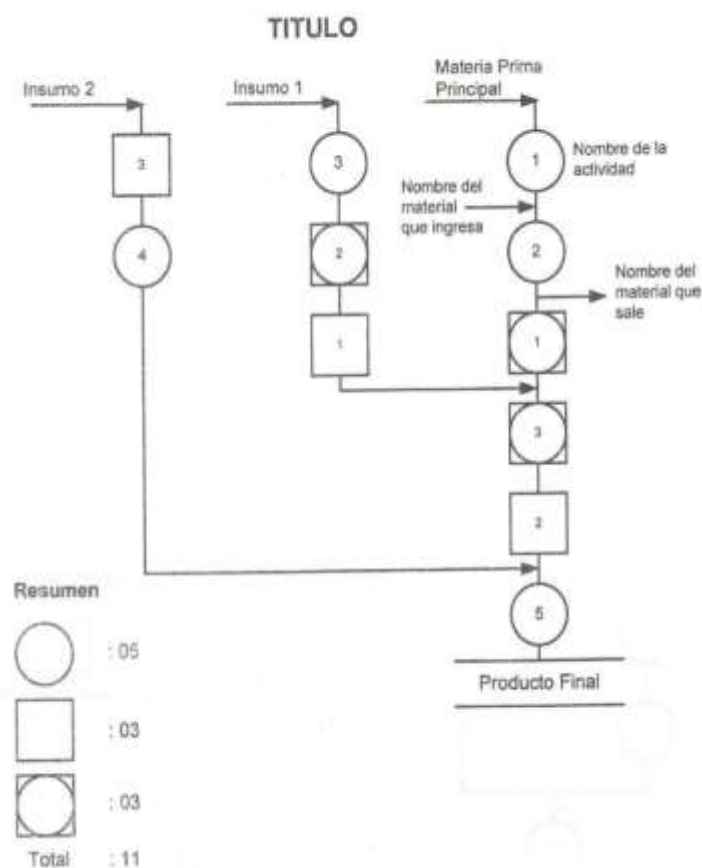 TITULO
Insumo 2
Insumo 1
Materia Prima
Principal
3
3
1
Nombre de la
actividad
Nombre del
material
que ingresa
4
2
2
Nombre del
material que
sale
1
1
3
2
5
Producto Final
Resumen
: 05
: 03
: 03
Total : 11